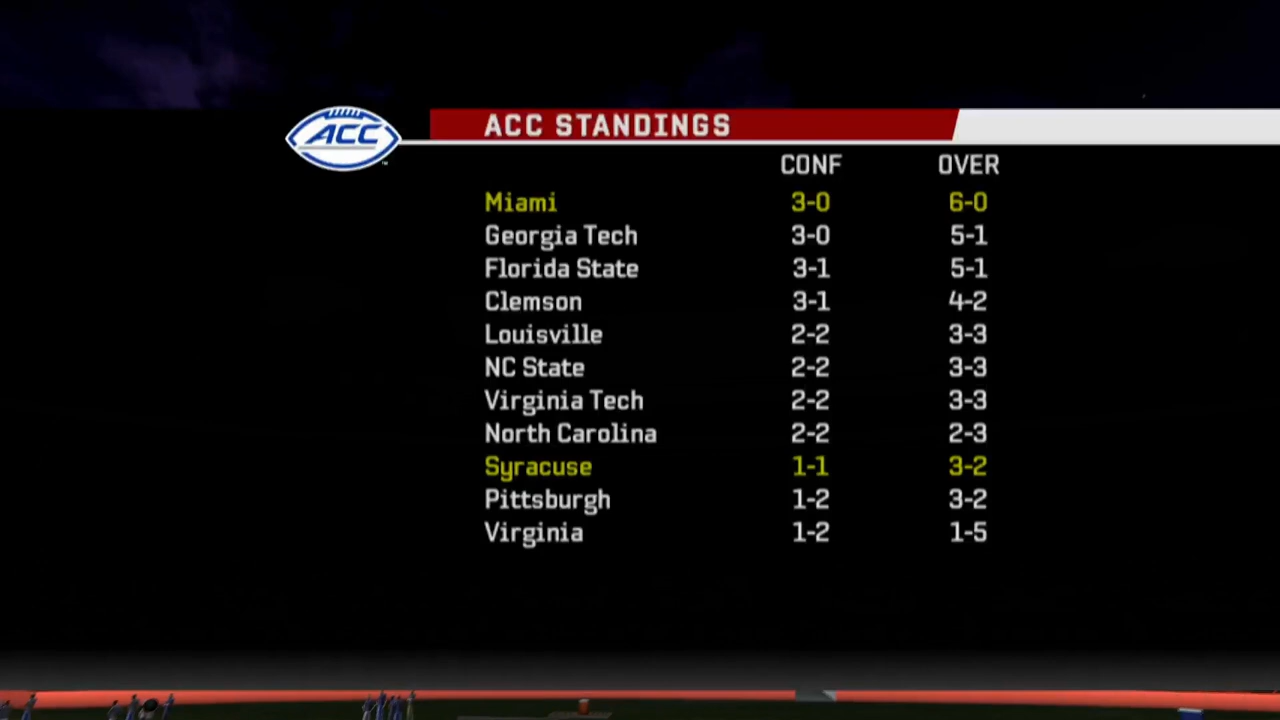 ACC
ACC STANDINGS
CONF OVER
Miami 3-0 6-0
Georgia Tech 3-0 5-1
Florida State 3-1 5-1
Clemson 3-1 4-2
Louisville 2-2 3-3
NC State 2-2 3-3
Virginia Tech 2-2 3-3
North Carolina 2-2 2-3
Syracuse 1-1 3-2
Pittsburgh 1-2 3-2
Virginia 1-2 1-5